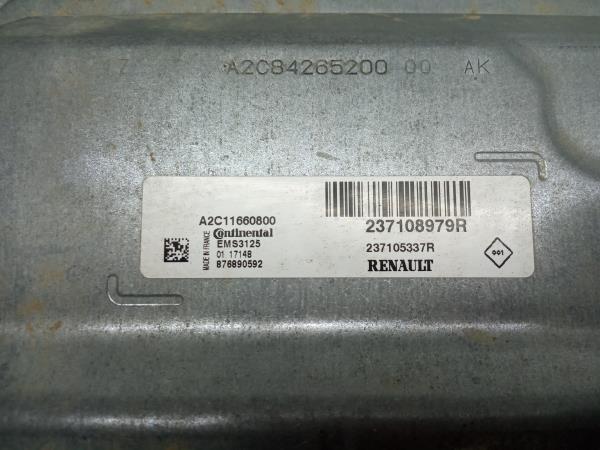 A2C84265200 00 AK
A2C11660800
Continental
EMS3125
01 17148
876890592
MADE IN FRANCE
237108979R
237105337R
RENAULT
001